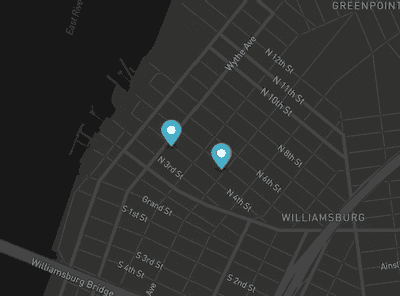 GREENPOINT
East River
Wythe Ave
N 12th St
N 11th St
N 10th St
N 8th St
N 3rd St
N 6th St
N 4th St
Grand St
S 1st St
WILLIAMSBURG
S 3rd St
S 4th St
Williamsburg Bridge
S 2nd St
Ave